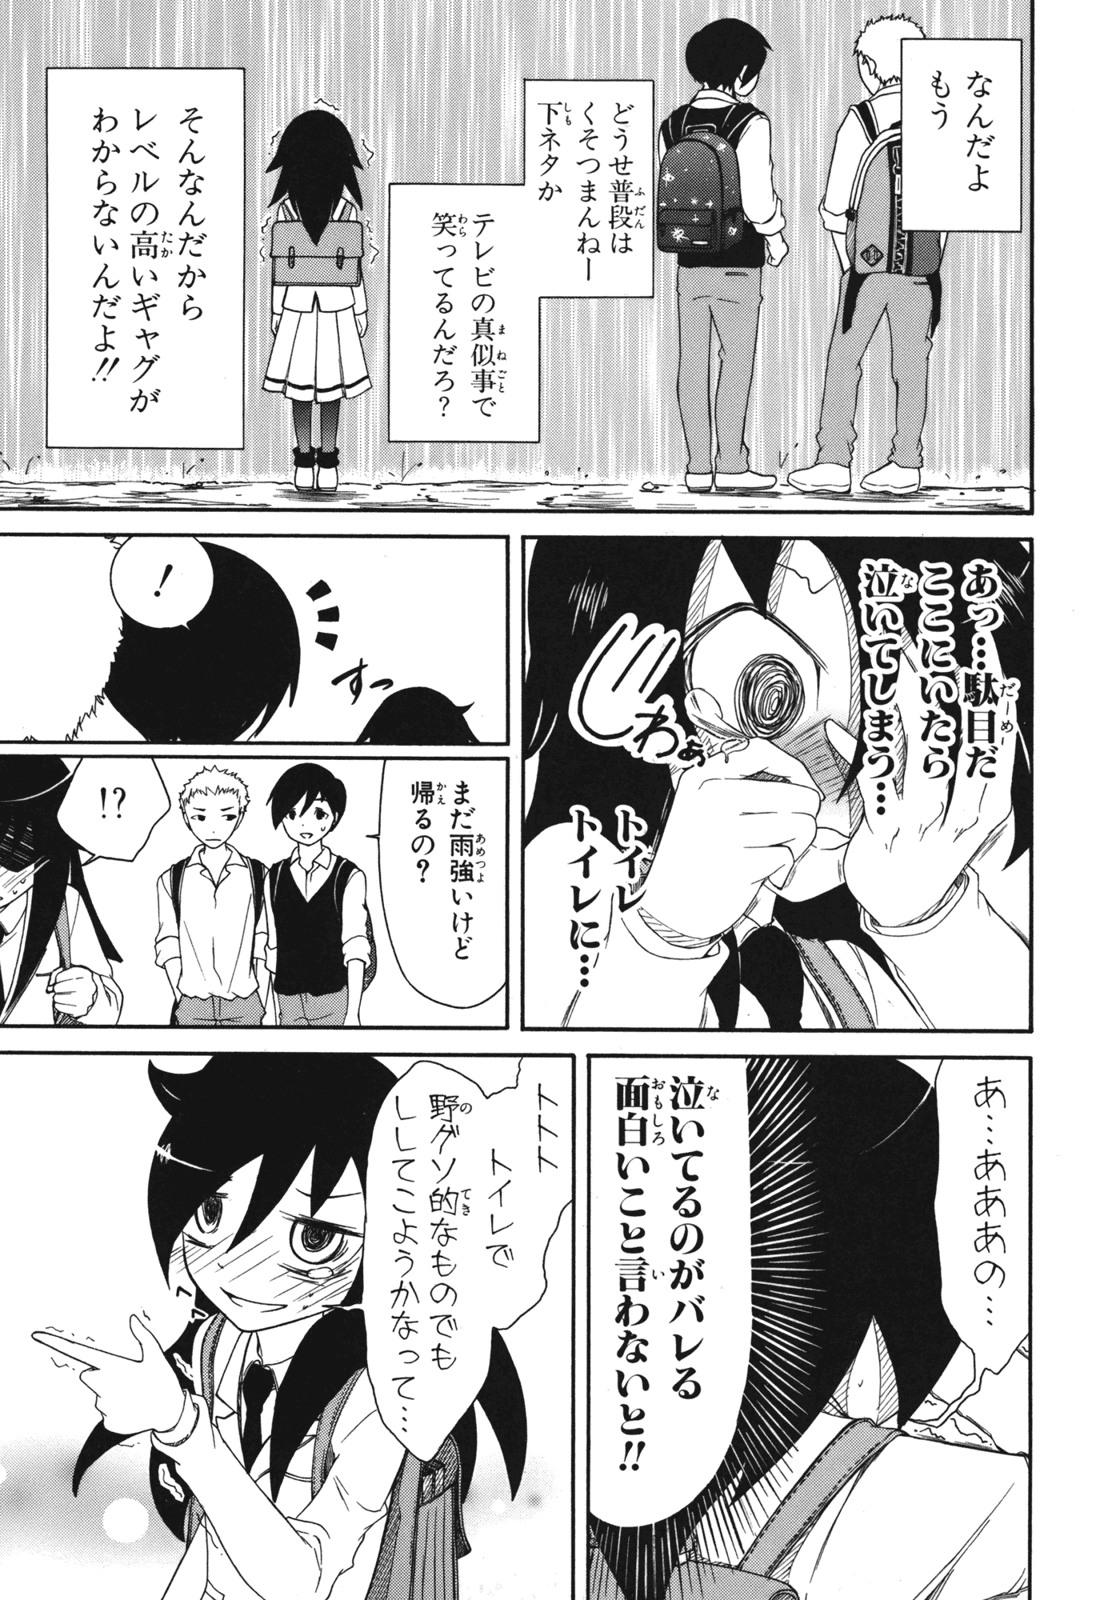 なんだよ
もう
どうせ普段は
くそつまんねー
下ネタか
テレビの真似事で
笑ってるんだろ?
そんなんだから
レベルの高いギャグが
わからないんだよ!!
あっ…駄目だ
ここにいたら
泣いてしまう…
じわぁ
トイレ
トイレに…
!
すっ
まだ雨強いけど
帰るの?
!?
あ…あああの…
泣いてるのがバレる
面白いこと言わないと!!
トトト
トイレで
野グソ的なものでも
ししてこようかなって…
へへっ